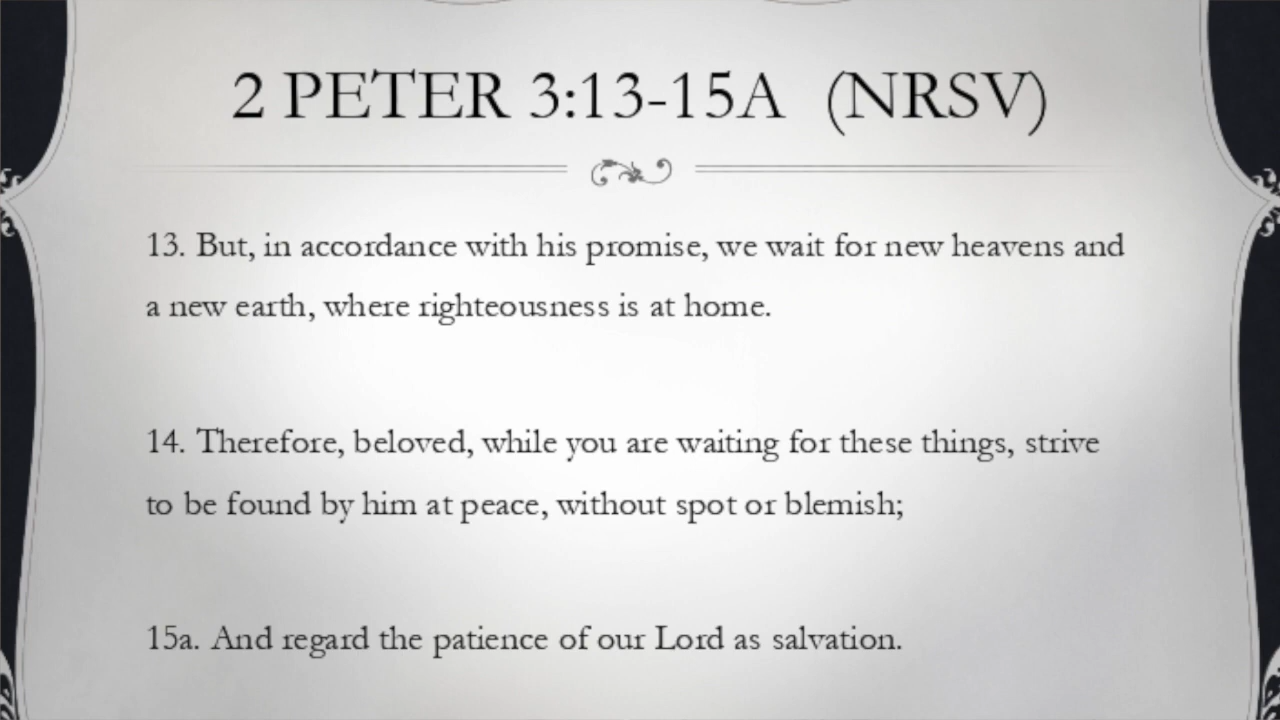 2 PETER 3:13-15A (NRSV)
13. But, in accordance with his promise, we wait for new heavens and
a new earth, where righteousness is at home.
14. Therefore, beloved, while you are waiting for these things, strive
to be found by him at peace, without spot or blemish;
15a. And regard the patience of our Lord as salvation.